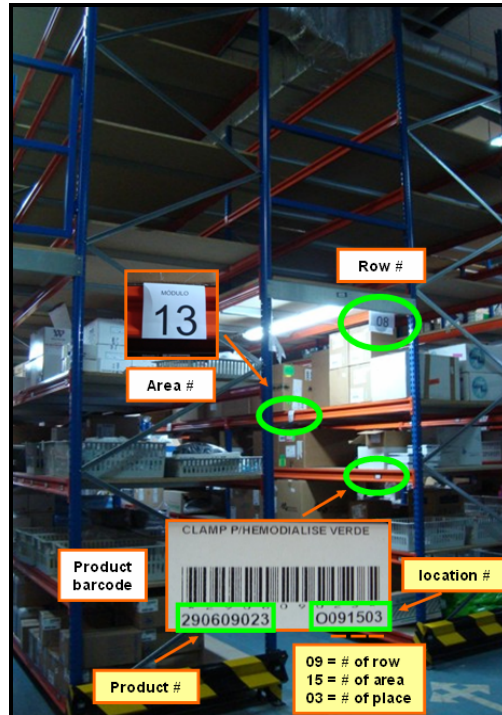 Row #
08
MÓDULO
13
Area #
CLAMP P/HEMODIALISE VERDE
290609023
O091503
Product
barcode
location #
Product #
09 = # of row
15 = # of area
03 = # of place